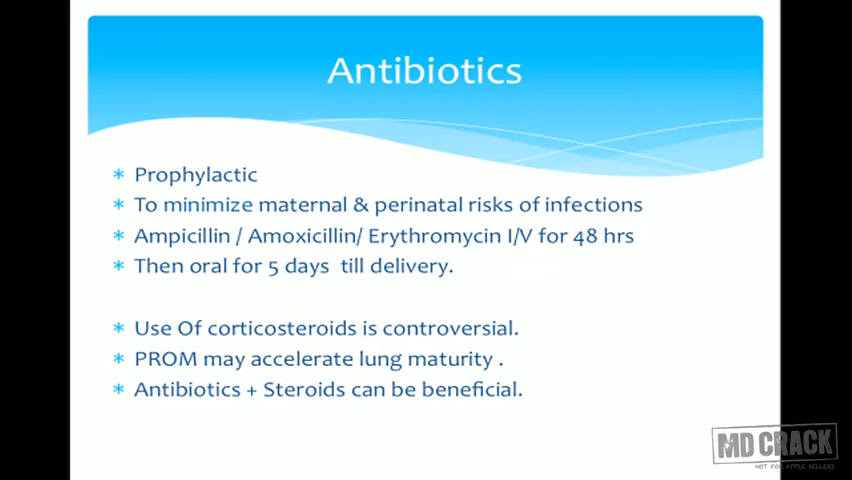 Antibiotics
* Prophylactic
* To minimize maternal & perinatal risks of infections
* Ampicillin / Amoxicillin/ Erythromycin I/V for 48 hrs
* Then oral for 5 days till delivery.
* Use Of corticosteroids is controversial.
* PROM may accelerate lung maturity .
* Antibiotics + Steroids can be beneficial.
MD CRACK
NOT FOR APPLE SELLERS